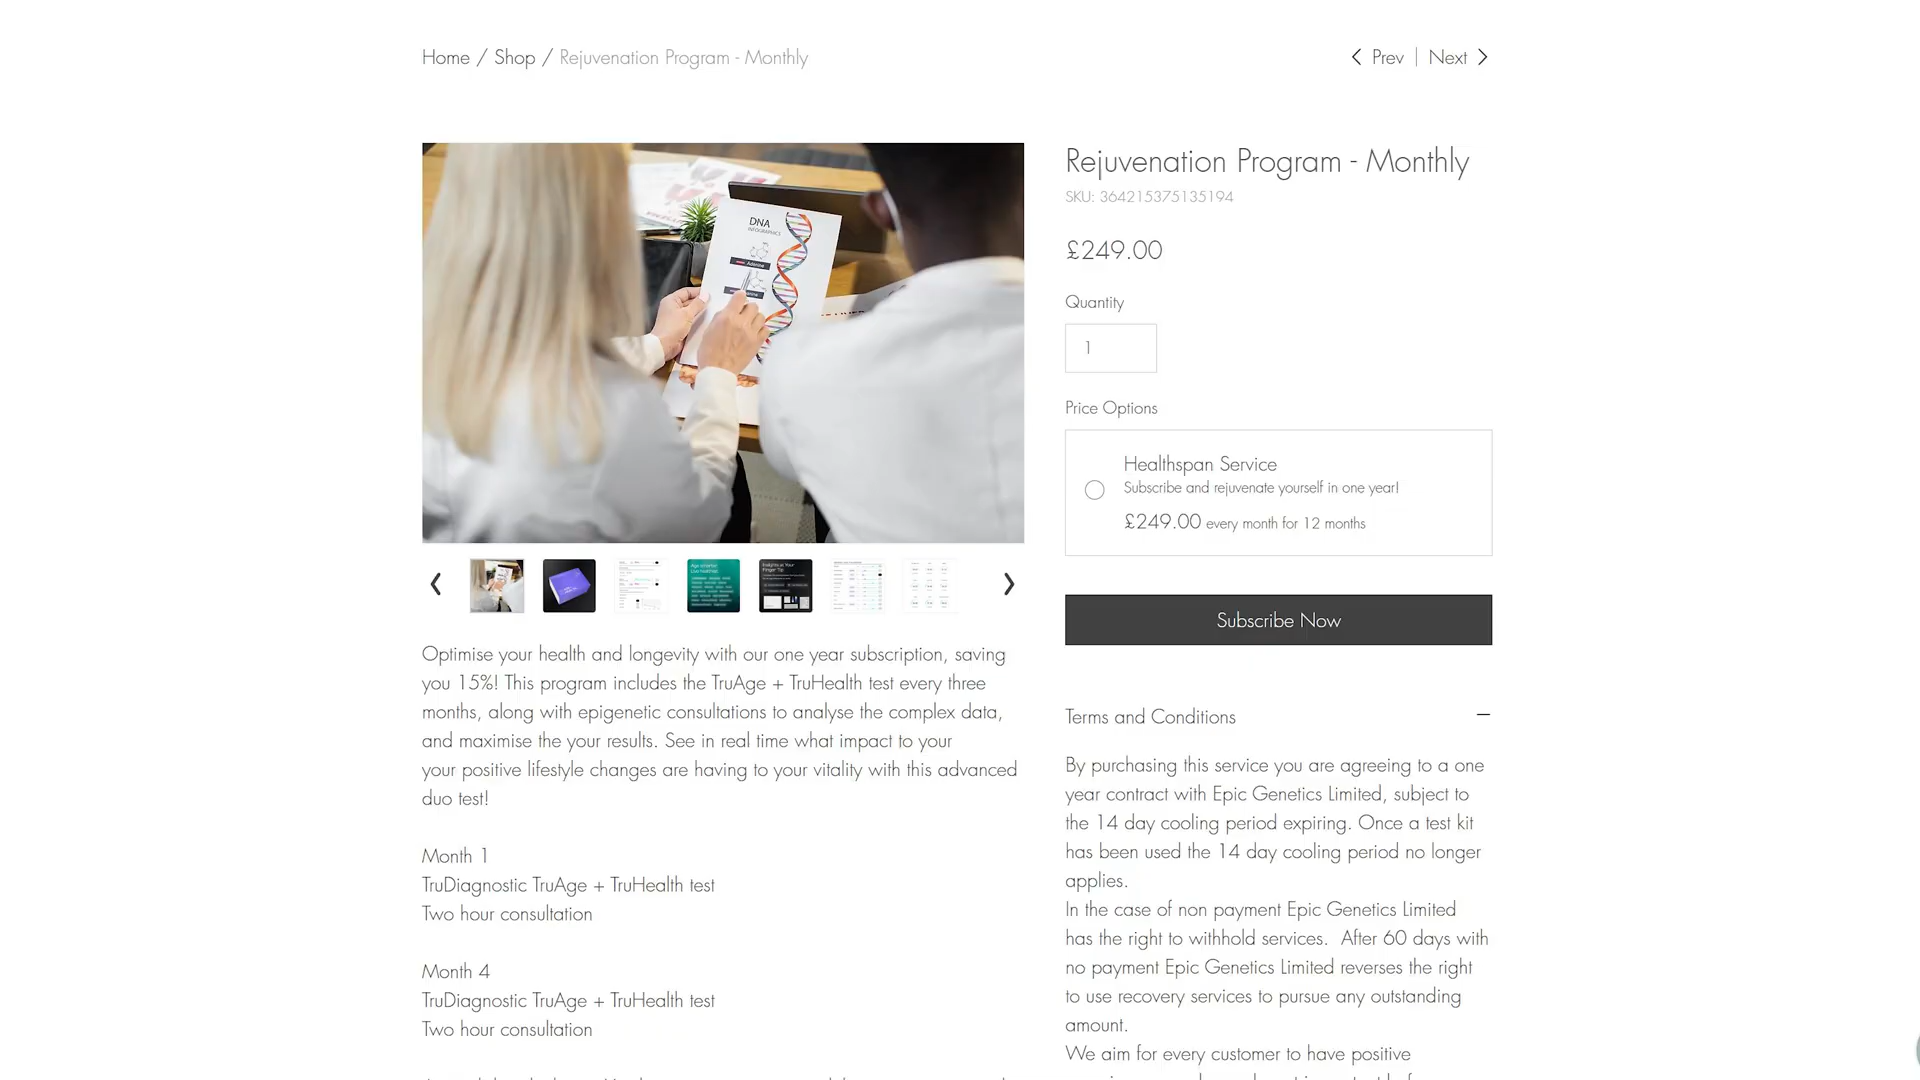 Home / Shop / Rejuvenation Program - Monthly
Prev | Next
DNA
INFOGRAPHICS
Adenine
Rejuvenation Program - Monthly
SKU: 364215375135194
£249.00
Quantity
1
Price Options
Healthspan Service
Subscribe and rejuvenate yourself in one year!
£249.00 every month for 12 months
Subscribe Now
Optimise your health and longevity with our one year subscription, saving
you 15%! This program includes the TruAge + TruHealth test every three
months, along with epigenetic consultations to analyse the complex data,
and maximise the your results. See in real time what impact to your
your positive lifestyle changes are having to your vitality with this advanced
duo test!
Month 1
TruDiagnostic TruAge + TruHealth test
Two hour consultation
Month 4
TruDiagnostic TruAge + TruHealth test
Two hour consultation
Terms and Conditions
By purchasing this service you are agreeing to a one
year contract with Epic Genetics Limited, subject to
the 14 day cooling period expiring. Once a test kit
has been used the 14 day cooling period no longer
applies.
In the case of non payment Epic Genetics Limited
has the right to withhold services. After 60 days with
no payment Epic Genetics Limited reverses the right
to use recovery services to pursue any outstanding
amount.
We aim for every customer to have positive